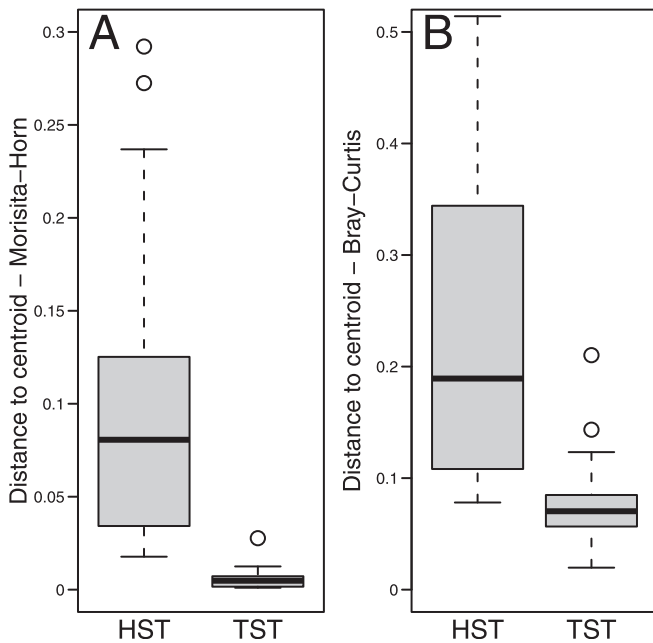 A
Distance to centroid – Morisita–Horn
0.3
0.25
0.2
0.15
0.1
0.05
0
HST TST
B
Distance to centroid – Bray–Curtis
0.5
0.4
0.3
0.2
0.1
0
HST TST